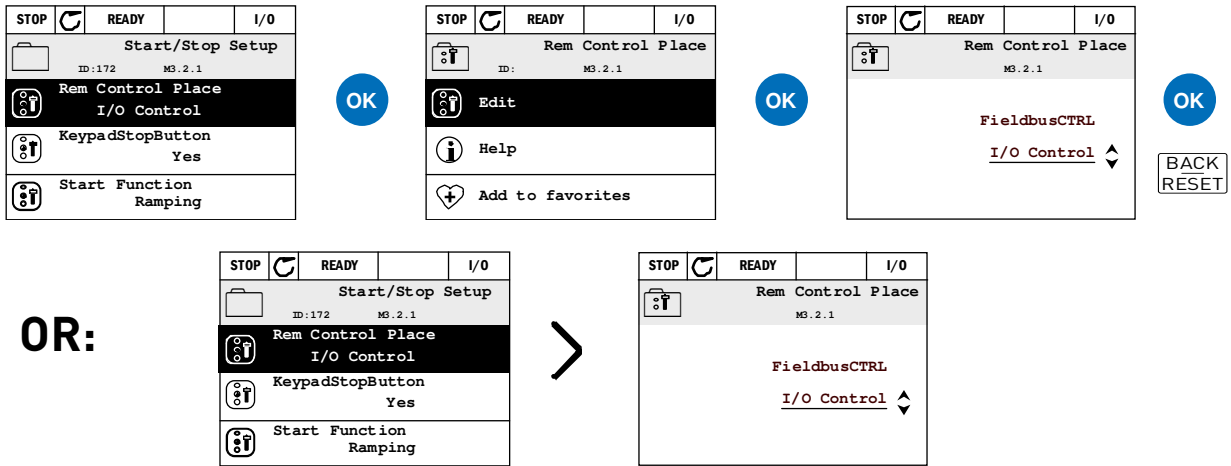 STOP READY I/O
Start/Stop Setup
ID:172 M3.2.1
Rem Control Place
I/O Control
KeypadStopButton
Yes
Start Function
Ramping
OK
STOP READY I/O
Rem Control Place
ID: M3.2.1
Edit
Help
Add to favorites
OK
STOP READY I/O
Rem Control Place
M3.2.1
FieldbusCTRL
I/O Control
OK
BACK
RESET
OR:
STOP READY I/O
Start/Stop Setup
ID:172 M3.2.1
Rem Control Place
I/O Control
KeypadStopButton
Yes
Start Function
Ramping
STOP READY I/O
Rem Control Place
M3.2.1
FieldbusCTRL
I/O Control